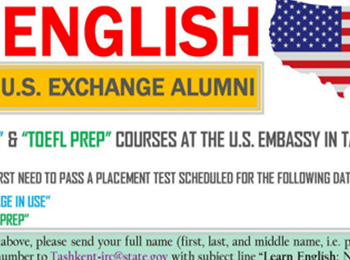 ENGLISH
U.S. EXCHANGE ALUMNI
" & "TOEFL PREP" COURSES AT THE U.S. EMBASSY IN TA
RST NEED TO PASS A PLACEMENT TEST SCHEDULED FOR THE FOLLOWING DAT
GE IN USE"
PREP"
above, please send your full name (first, last, and middle name, i.e. p
number to Tashkent-irc@state.gov with subject line "Learn English: N